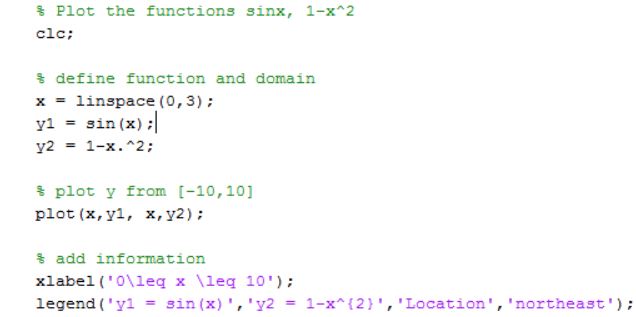 % Plot the functions sinx, 1-x^2
clc;
% define function and domain
x = linspace(0,3);
y1 = sin(x);
y2 = 1-x.^2;
% plot y from [-10,10]
plot(x,y1, x,y2);
% add information
xlabel('0\leq x \leq 10');
legend('y1 = sin(x)','y2 = 1-x^{2}','Location','northeast');